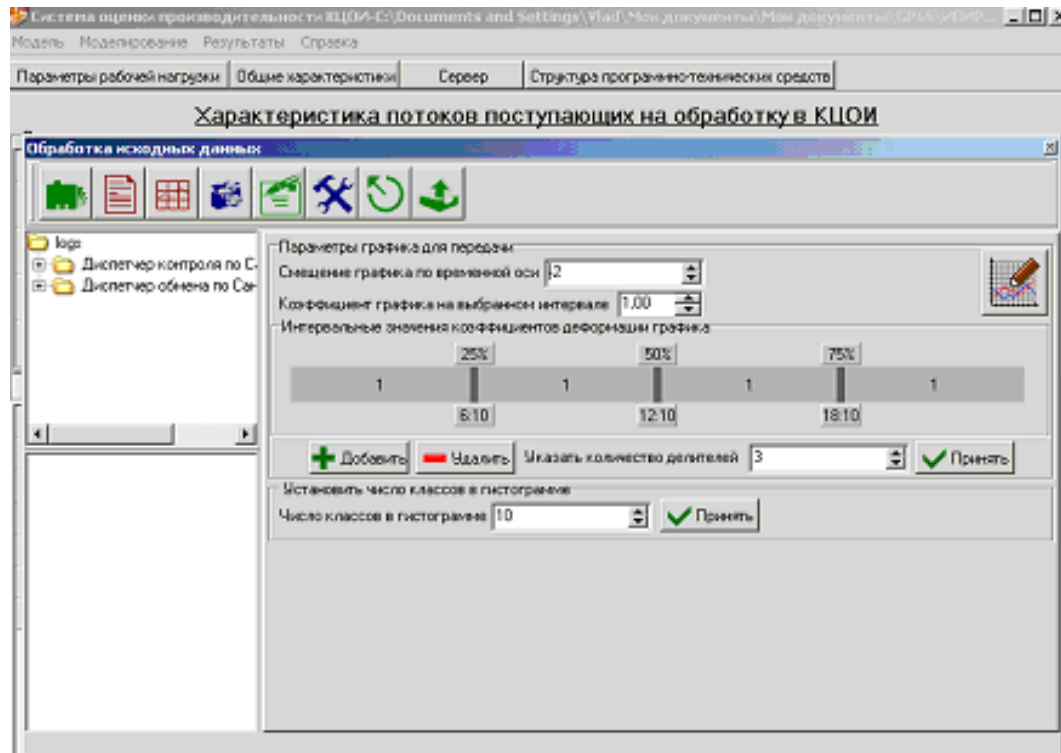 Система оценки производительности КЦОИ-C:\Documents and Settings\Vlad\Мои документы\Мои документы\GPSS\ИПИР...
Модель Моделирование Результаты Справка
Параметры рабочей нагрузки Общие характеристики Сервер Структура программно-технических средств
Характеристика потоков поступающих на обработку в КЦОИ
Обработка исходных данных
logs
Диспетчер контроля по С-
Диспетчер обмена по Сан
Параметры графика для передачи
Смещение графика по временной оси -2
Коэффициент графика на выбранном интервале 1,00
Интервальные значения коэффициентов деформации графика
25% 50% 75%
1 1 1 1
6:10 12:10 18:10
Добавить Удалить Указать количество делителей 3 Принять
Установить число классов в гистограмме
Число классов в гистограмме 10 Принять